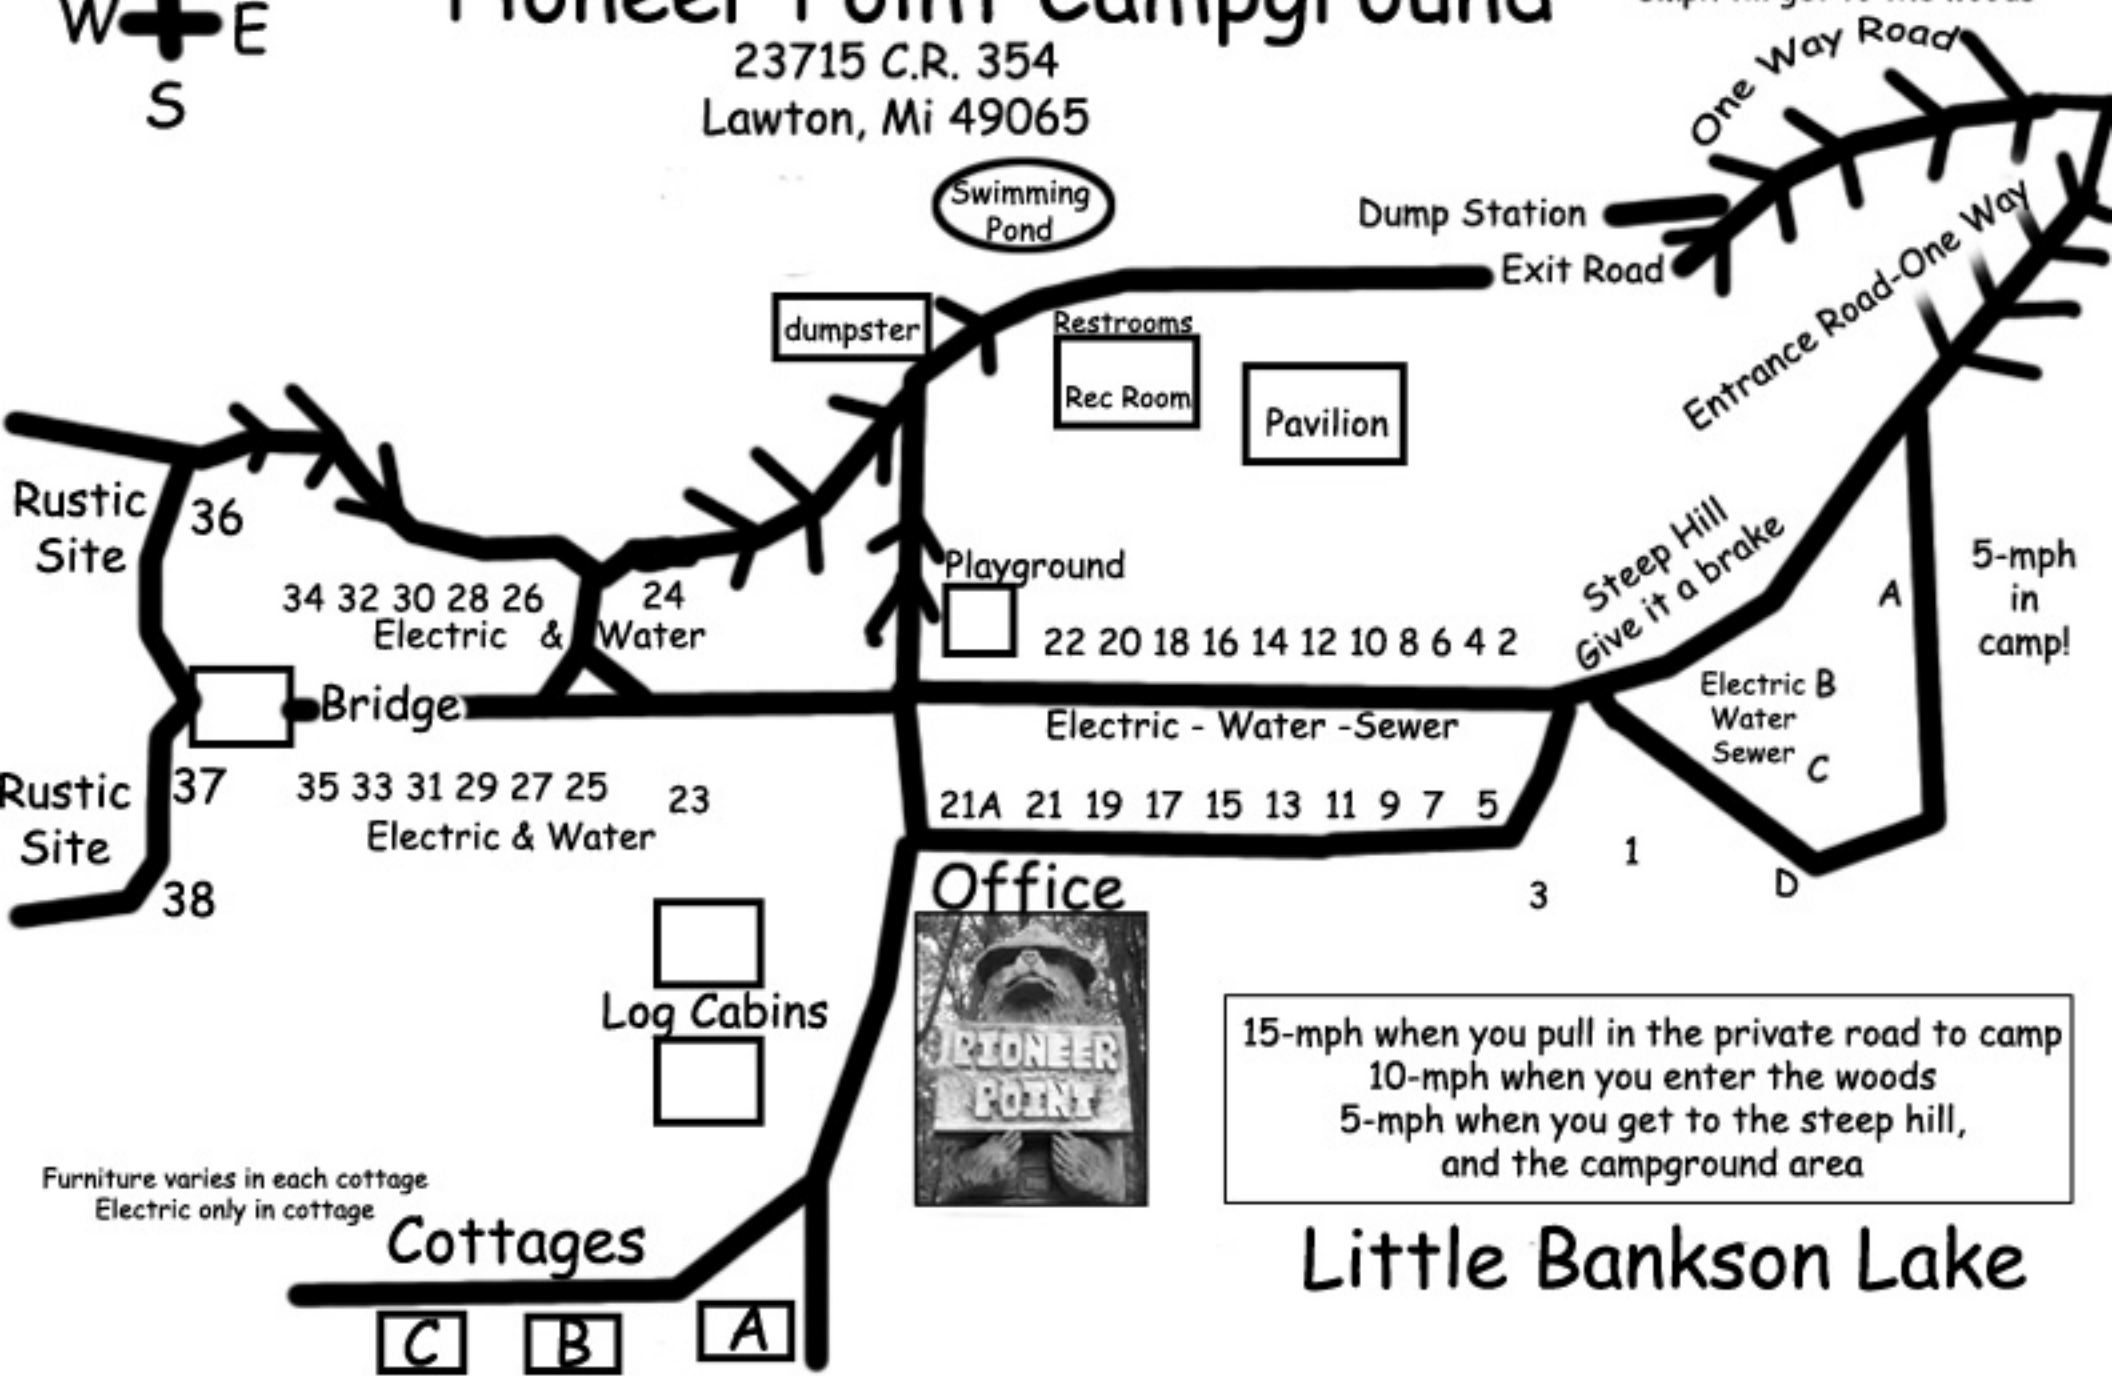 W E
S
Pioneer Point Campground
23715 C.R. 354
Lawton, Mi 49065
One Way Road
Swimming
Pond
Dump Station
Exit Road
Entrance Road-One Way
dumpster
Restrooms
Rec Room
Pavilion
Rustic
Site
36
Steep Hill
Give it a brake
5-mph
in
camp!
Playground
34 32 30 28 26
24
Electric & Water
22 20 18 16 14 12 10 8 6 4 2
A
Electric B
Water
Sewer C
Bridge
Electric - Water -Sewer
Rustic
Site
37
38
35 33 31 29 27 25
23
Electric & Water
21A 21 19 17 15 13 11 9 7 5
1
3
D
Office
PIONEER
POINT
Log Cabins
15-mph when you pull in the private road to camp
10-mph when you enter the woods
5-mph when you get to the steep hill,
and the campground area
Furniture varies in each cottage
Electric only in cottage
Cottages
C B A
Little Bankson Lake